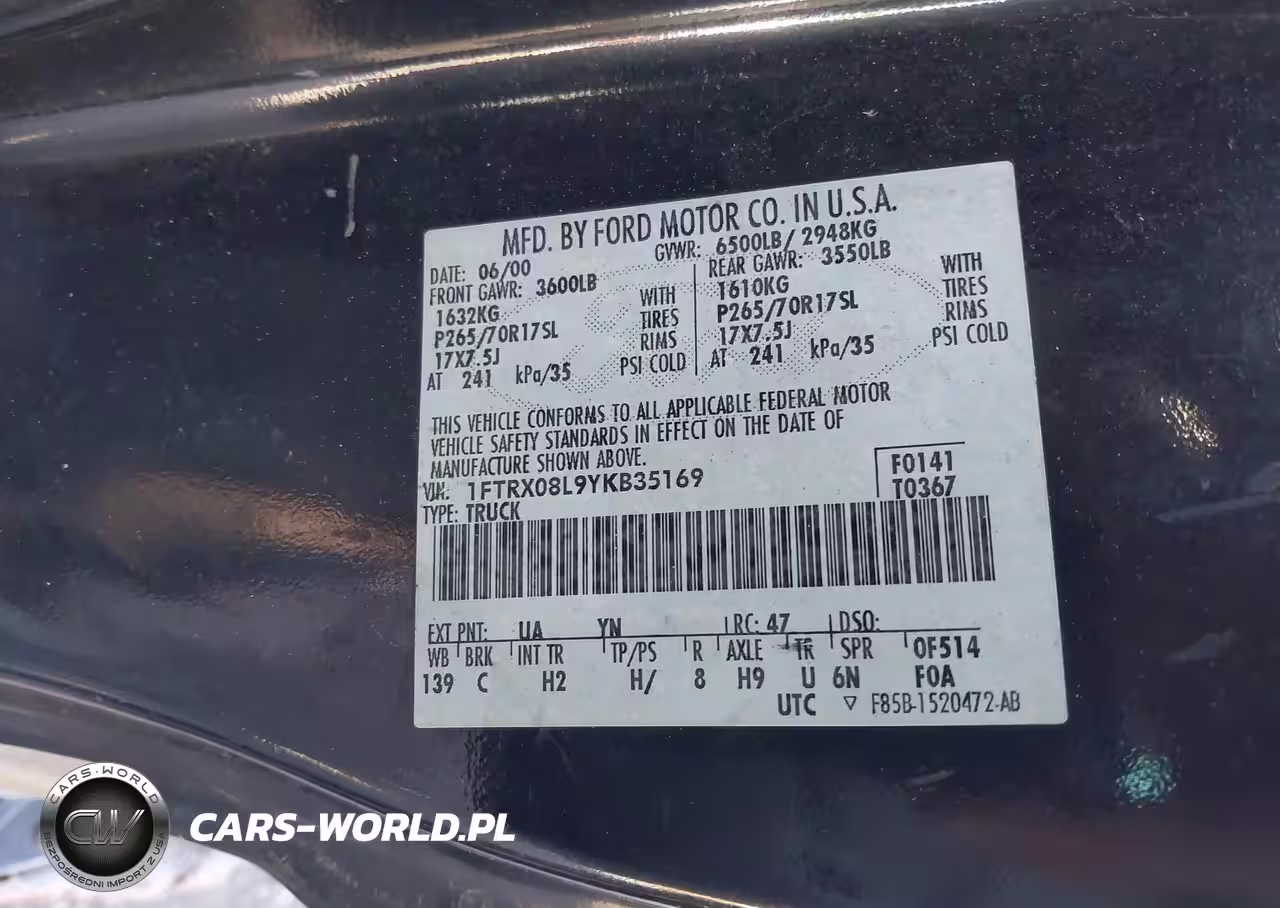 MFD. BY FORD MOTOR CO. IN U.S.A.
DATE: 06/00 GVWR: 6500LB/ 2948KG
FRONT GAWR: 3600LB REAR GAWR: 3550LB
1632KG WITH 1610KG WITH
P265/70R17SL TIRES P265/70R17SL TIRES
17X7.5J RIMS 17X7.5J RIMS
AT 241 kPa/35 PSI COLD AT 241 kPa/35 PSI COLD
THIS VEHICLE CONFORMS TO ALL APPLICABLE FEDERAL MOTOR
VEHICLE SAFETY STANDARDS IN EFFECT ON THE DATE OF
MANUFACTURE SHOWN ABOVE.
VIN: 1FTRX08L9YKB35169 F0141
TYPE: TRUCK T0367
EXT PNT: UA YN RC: 47 DSO:
WB BRK INT TR TP/PS R AXLE TR SPR 0F514
139 C H2 H/ 8 H9 U 6N F0A
UTC ▽ F85B-1520472-AB
CARS-WORLD
CW
BEZPOŚREDNI IMPORT Z USA
CARS-WORLD.PL